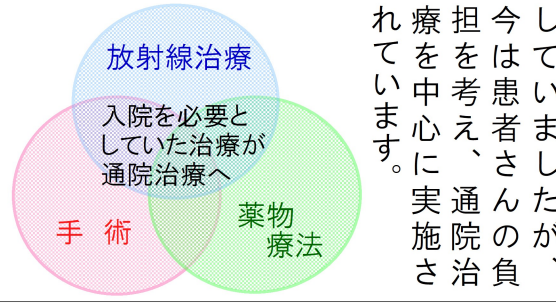 放射線治療
入院を必要と
していた治療が
通院治療へ
手 術
薬物
療法
していましたが、
今は患者さんの負
担を考え、通院治
療を中心に実施さ
れています。